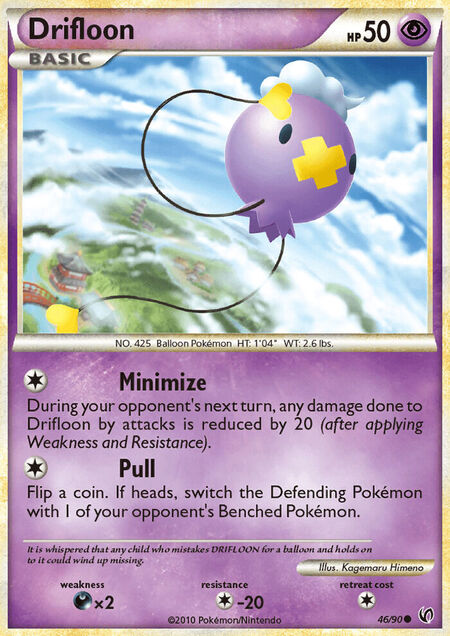 Drifloon HP 50
BASIC
NO. 425 Balloon Pokémon HT: 1'04" WT: 2.6 lbs.
Minimize
During your opponent's next turn, any damage done to
Drifloon by attacks is reduced by 20 (after applying
Weakness and Resistance).
Pull
Flip a coin. If heads, switch the Defending Pokémon
with 1 of your opponent's Benched Pokémon.
It is whispered that any child who mistakes DRIFLOON for a balloon and holds on
to it could wind up missing.
Illus. Kagemaru Himeno
weakness resistance retreat cost
×2 -20
©2010 Pokémon/Nintendo 46/90